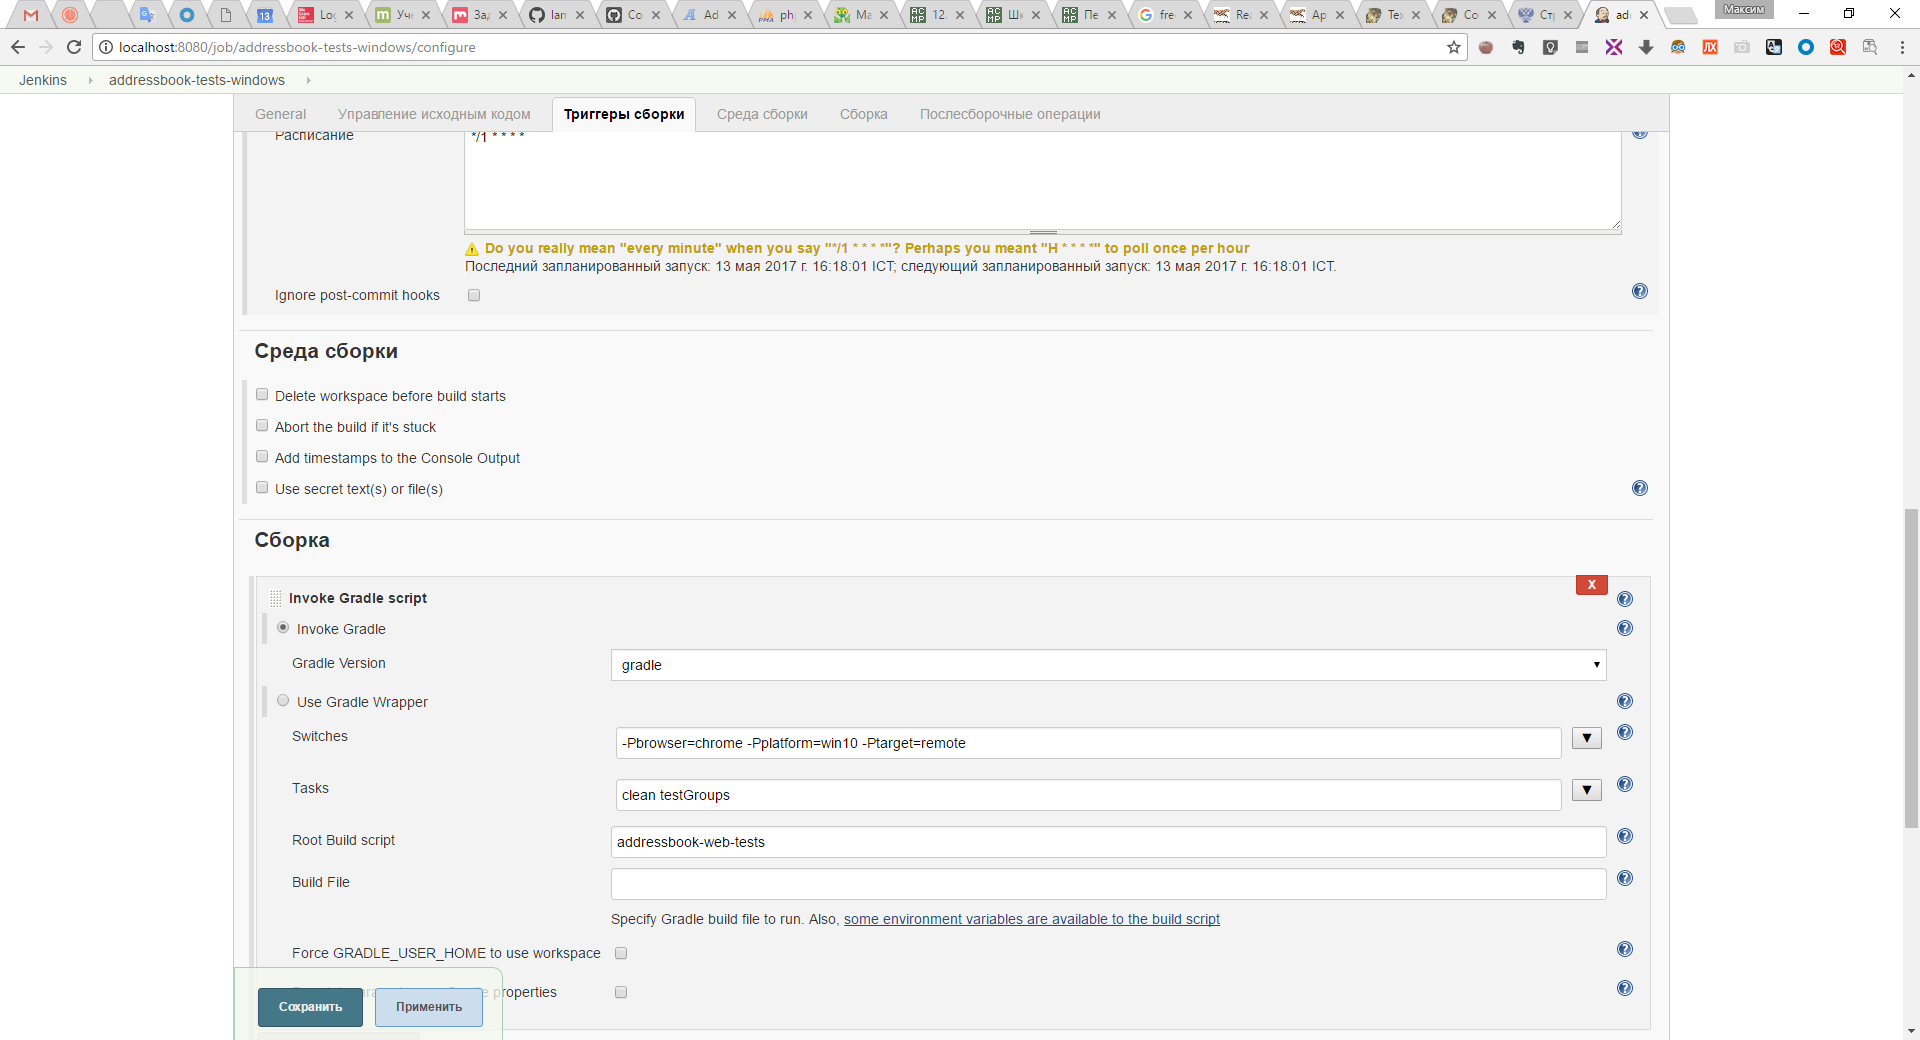 Log
Уче
Зад
lan
Co
Ad
ph
Ma
12.
Шк
Пе
fre
Re
Ap
Те
Co
Ст
ad
Максим
localhost:8080/job/addressbook-tests-windows/configure
Jenkins
addressbook-tests-windows
General
Управление исходным кодом
Триггеры сборки
Среда сборки
Сборка
Послесборочные операции
Расписание
*/1 * * * *
Do you really mean "every minute" when you say "*/1 * * * *"? Perhaps you meant "H * * * *" to poll once per hour
Последний запланированный запуск: 13 мая 2017 г. 16:18:01 ICT; следующий запланированный запуск: 13 мая 2017 г. 16:18:01 ICT.
Ignore post-commit hooks
Среда сборки
Delete workspace before build starts
Abort the build if it's stuck
Add timestamps to the Console Output
Use secret text(s) or file(s)
Сборка
X
Invoke Gradle script
Invoke Gradle
Gradle Version
gradle
Use Gradle Wrapper
Switches
-Pbrowser=chrome -Pplatform=win10 -Ptarget=remote
Tasks
clean testGroups
Root Build script
addressbook-web-tests
Build File
Specify Gradle build file to run. Also, some environment variables are available to the build script
Force GRADLE_USER_HOME to use workspace
properties
Сохранить
Применить